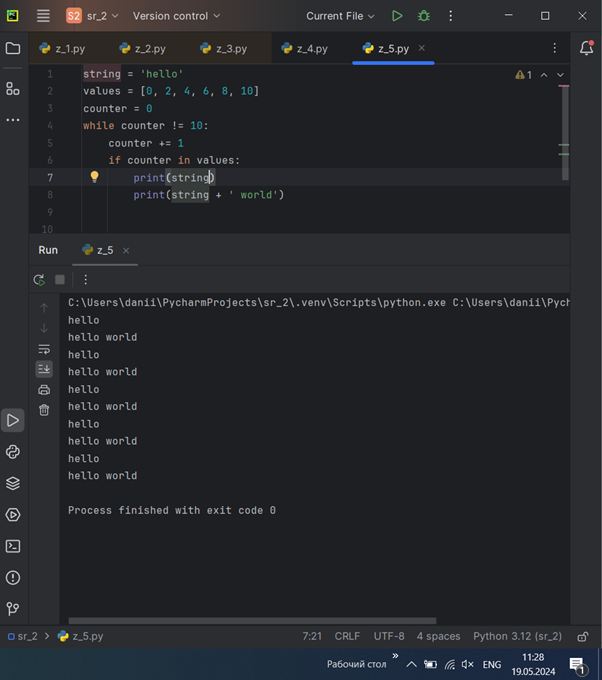 S2 sr_2 Version control Current File
z_1.py z_2.py z_3.py z_4.py z_5.py
1 string = 'hello' 1
2 values = [0, 2, 4, 6, 8, 10]
3 counter = 0
4 while counter != 10:
5 counter += 1
6 if counter in values:
7 print(string)
8 print(string + ' world')
9
10
Run z_5
C:\Users\danii\PycharmProjects\sr_2\.venv\Scripts\python.exe C:\Users\danii\Pych
hello
hello world
hello
hello world
hello
hello world
hello
hello world
hello
hello world
Process finished with exit code 0
sr_2 > z_5.py 7:21 CRLF UTF-8 4 spaces Python 3.12 (sr_2)
Рабочий стол » ENG 11:28 19.05.2024 1